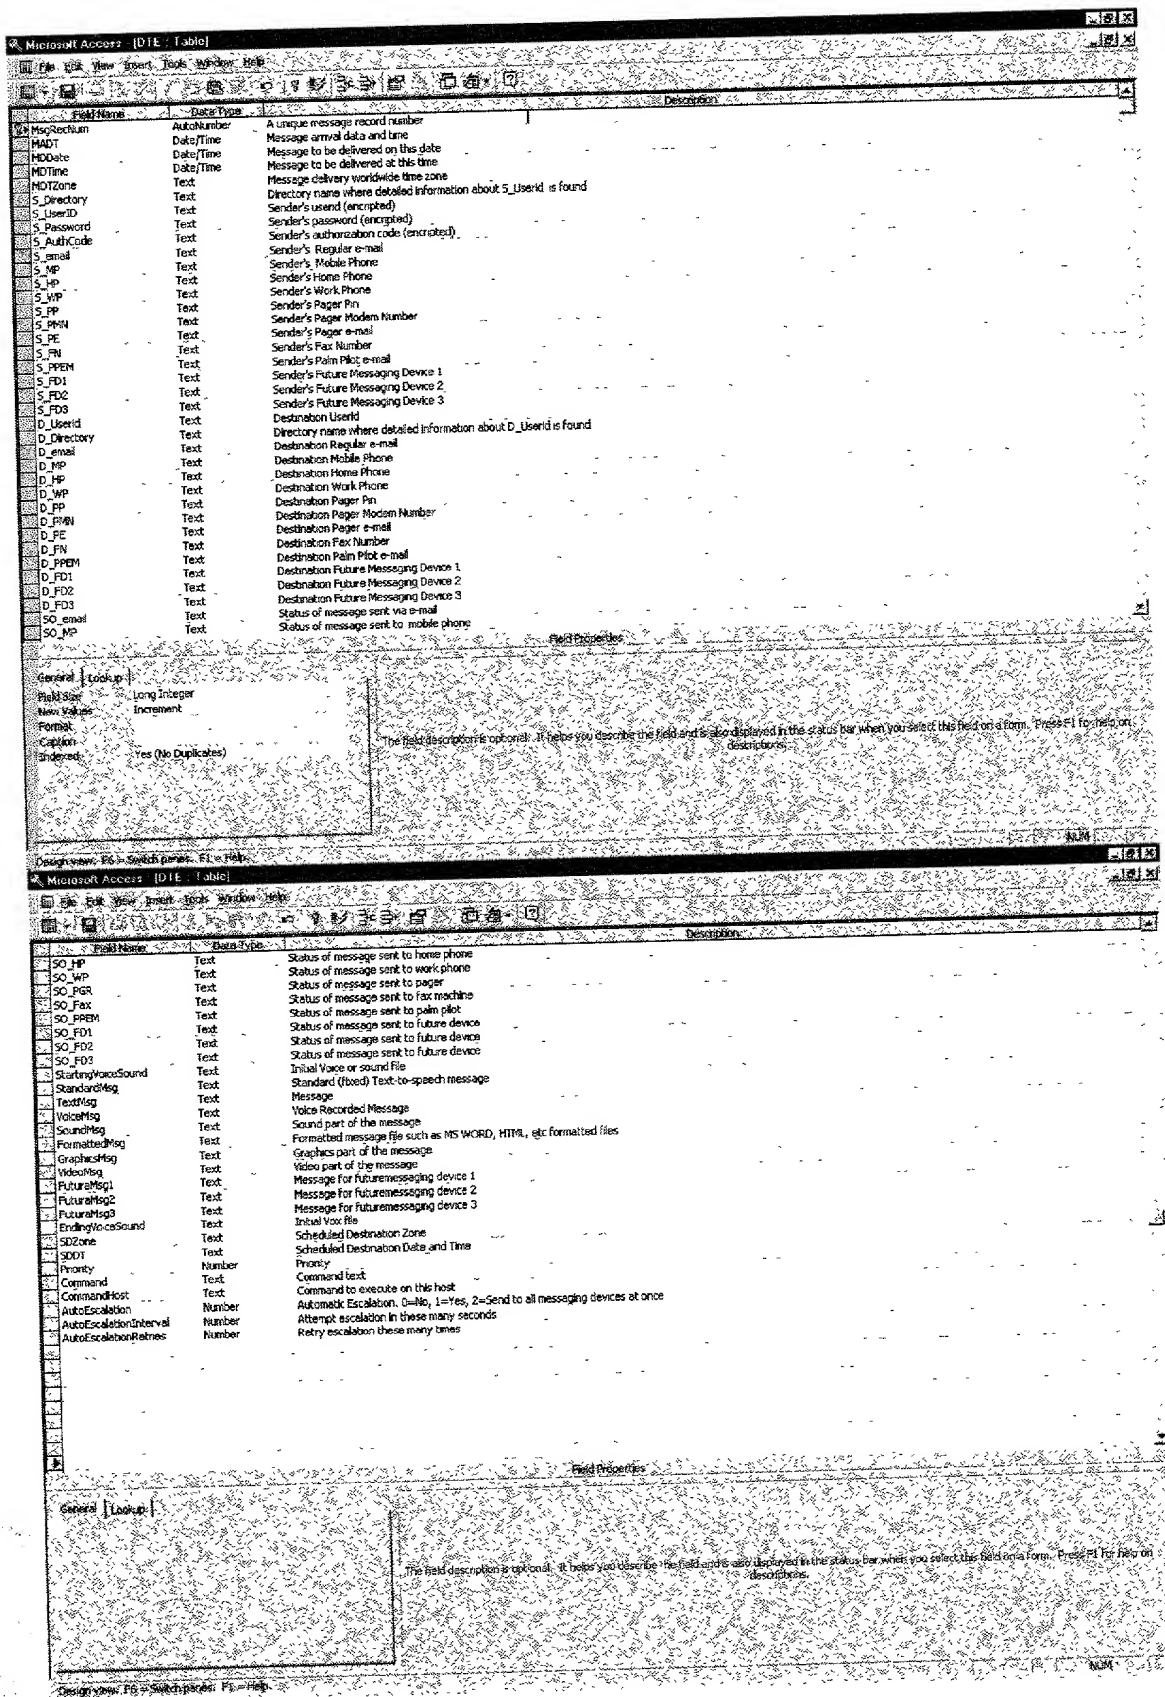 Microsoft Access - [DTE : Table]
File Edit View Insert Tools Window Help
Field Name Data Type Description
MsgRecNum AutoNumber A unique message record number
MADT Date/Time Message arrival data and time
MDDate Date/Time Message to be delivered on this date
MDTime Date/Time Message to be delivered at this time
MDTZone Text Message delivery worldwide time zone
S_Directory Text Directory name where detailed information about S_UserId is found
S_UserID Text Sender's userid (encripted)
S_Password Text Sender's password (encripted)
S_AuthCode Text Sender's authorization code (encripted)
S_email Text Sender's Regular e-mail
S_MP Text Sender's Mobile Phone
S_HP Text Sender's Home Phone
S_WP Text Sender's Work Phone
S_PP Text Sender's Pager Pin
S_PMN Text Sender's Pager Modem Number
S_PE Text Sender's Pager e-mail
S_FN Text Sender's Fax Number
S_PPEM Text Sender's Palm Pilot e-mail
S_FD1 Text Sender's Future Messaging Device 1
S_FD2 Text Sender's Future Messaging Device 2
S_FD3 Text Sender's Future Messaging Device 3
D_UserId Text Destination UserId
D_Directory Text Directory name where detailed information about D_UserId is found
D_email Text Destination Regular e-mail
D_MP Text Destination Mobile Phone
D_HP Text Destination Home Phone
D_WP Text Destination Work Phone
D_PP Text Destination Pager Pin
D_PMN Text Destination Pager Modem Number
D_PE Text Destination Pager e-mail
D_FN Text Destination Fax Number
D_PPEM Text Destination Palm Pilot e-mail
D_FD1 Text Destination Future Messaging Device 1
D_FD2 Text Destination Future Messaging Device 2
D_FD3 Text Destination Future Messaging Device 3
SO_email Text Status of message sent via e-mail
SO_MP Text Status of message sent to mobile phone
Field Properties
General Lookup
Field Size Long Integer
New Values Increment
Format
Caption
Indexed Yes (No Duplicates)
The field description is optional. It helps you describe the field and is also displayed in the status bar when you select this field on a form. Press F1 for help on
descriptions.
Design view. F6 = Switch panes. F1 = Help. NUM
Microsoft Access - [DTE : Table]
File Edit View Insert Tools Window Help
Field Name Data Type Description
SO_HP Text Status of message sent to home phone
SO_WP Text Status of message sent to work phone
SO_PGR Text Status of message sent to pager
SO_Fax Text Status of message sent to fax machine
SO_PPEM Text Status of message sent to palm pilot
SO_FD1 Text Status of message sent to future device
SO_FD2 Text Status of message sent to future device
SO_FD3 Text Status of message sent to future device
StartingVoiceSound Text Initial Voice or sound file
StandardMsg Text Standard (fixed) Text-to-speech message
TextMsg Text Message
VoiceMsg Text Voice Recorded Message
SoundMsg Text Sound part of the message
FormattedMsg Text Formatted message file such as MS WORD, HTML, etc formatted files
GraphicsMsg Text Graphics part of the message
VideoMsg Text Video part of the message
FuturaMsg1 Text Message for futuremessaging device 1
FuturaMsg2 Text Message for futuremessaging device 2
FuturaMsg3 Text Message for futuremessaging device 3
EndingVoiceSound Text Initial Vox file
SDZone Text Scheduled Destination Zone
SDDT Text Scheduled Destination Date and Time
Priority Number Priority
Command Text Command text
CommandHost Text Command to execute on this host
AutoEscalation Number Automatic Escalation. 0=No, 1=Yes, 2=Send to all messaging devices at once
AutoEscalationInterval Number Attempt escalation in these many seconds
AutoEscalationRetries Number Retry escalation these many times
Field Properties
General Lookup
The field description is optional. It helps you describe the field and is also displayed in the status bar when you select this field on a form. Press F1 for help on
descriptions.
Design view. F6 = Switch panes. F1 = Help. NUM